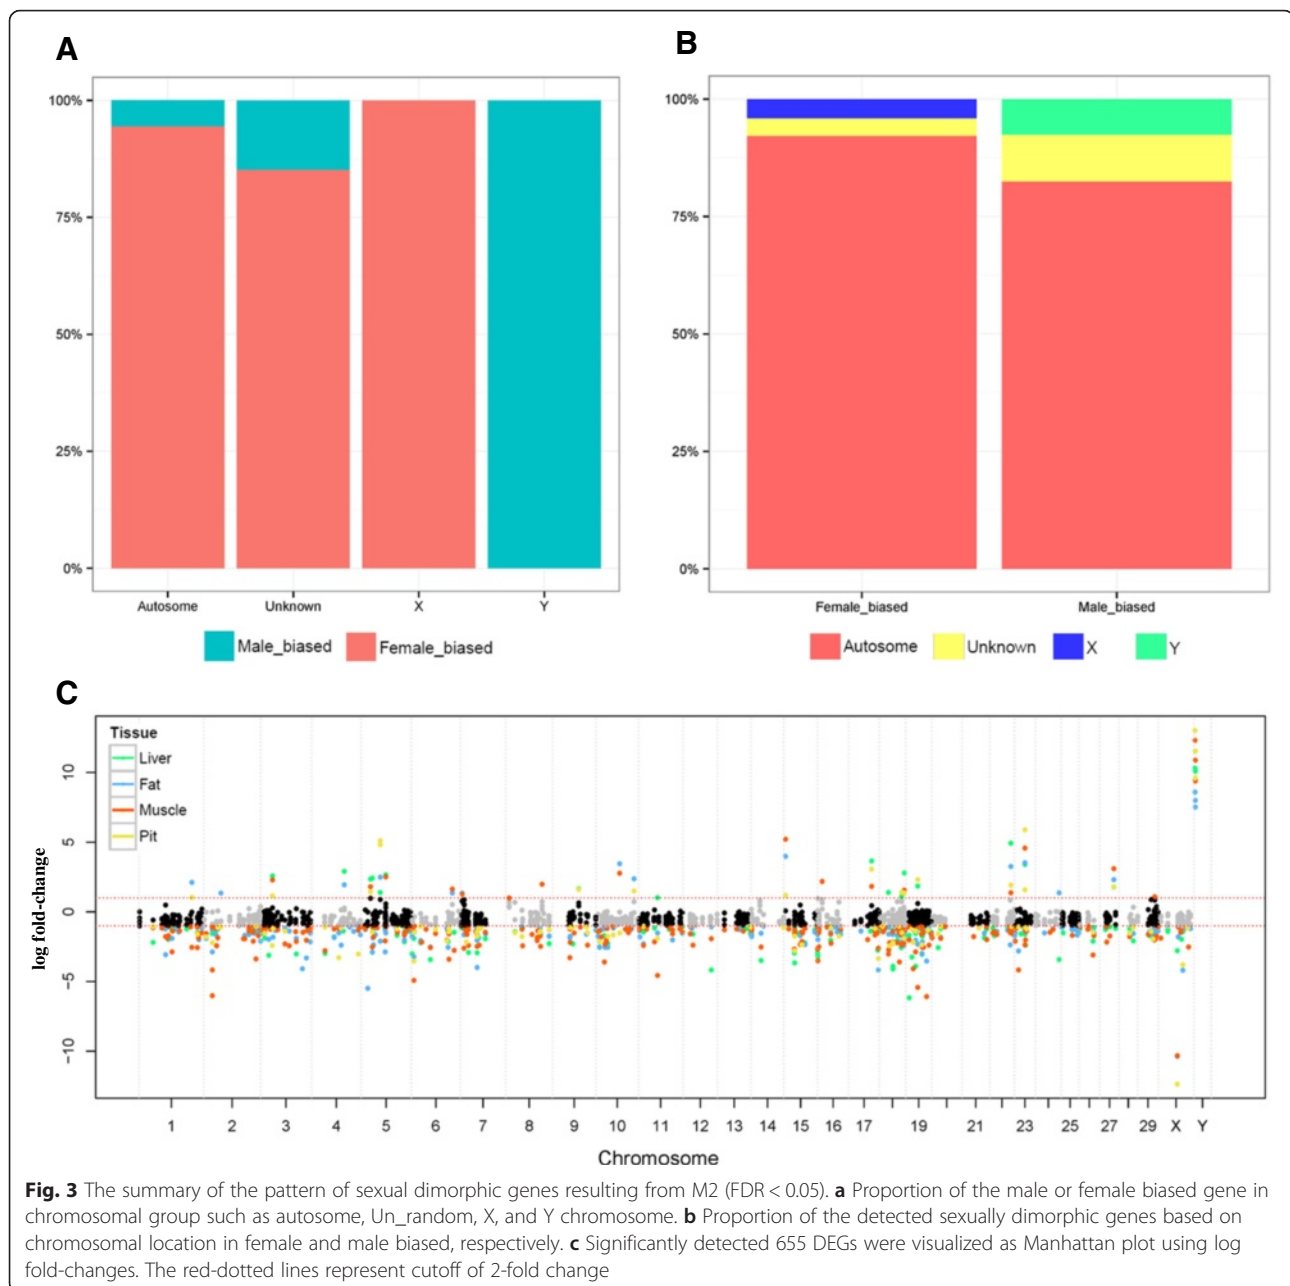 A
100%
75%
50%
25%
0%
Autosome Unknown X Y
Male_biased Female_biased
B
100%
75%
50%
25%
0%
Female_biased Male_biased
Autosome Unknown X Y
C
Tissue
Liver
Fat
Muscle
Pit
log fold-change
10
5
0
−5
−10
1 2 3 4 5 6 7 8 9 10 11 12 13 14 15 16 17 19 21 23 25 27 29 X Y
Chromosome
Fig. 3 The summary of the pattern of sexual dimorphic genes resulting from M2 (FDR < 0.05). a Proportion of the male or female biased gene in
chromosomal group such as autosome, Un_random, X, and Y chromosome. b Proportion of the detected sexually dimorphic genes based on
chromosomal location in female and male biased, respectively. c Significantly detected 655 DEGs were visualized as Manhattan plot using log
fold-changes. The red-dotted lines represent cutoff of 2-fold change